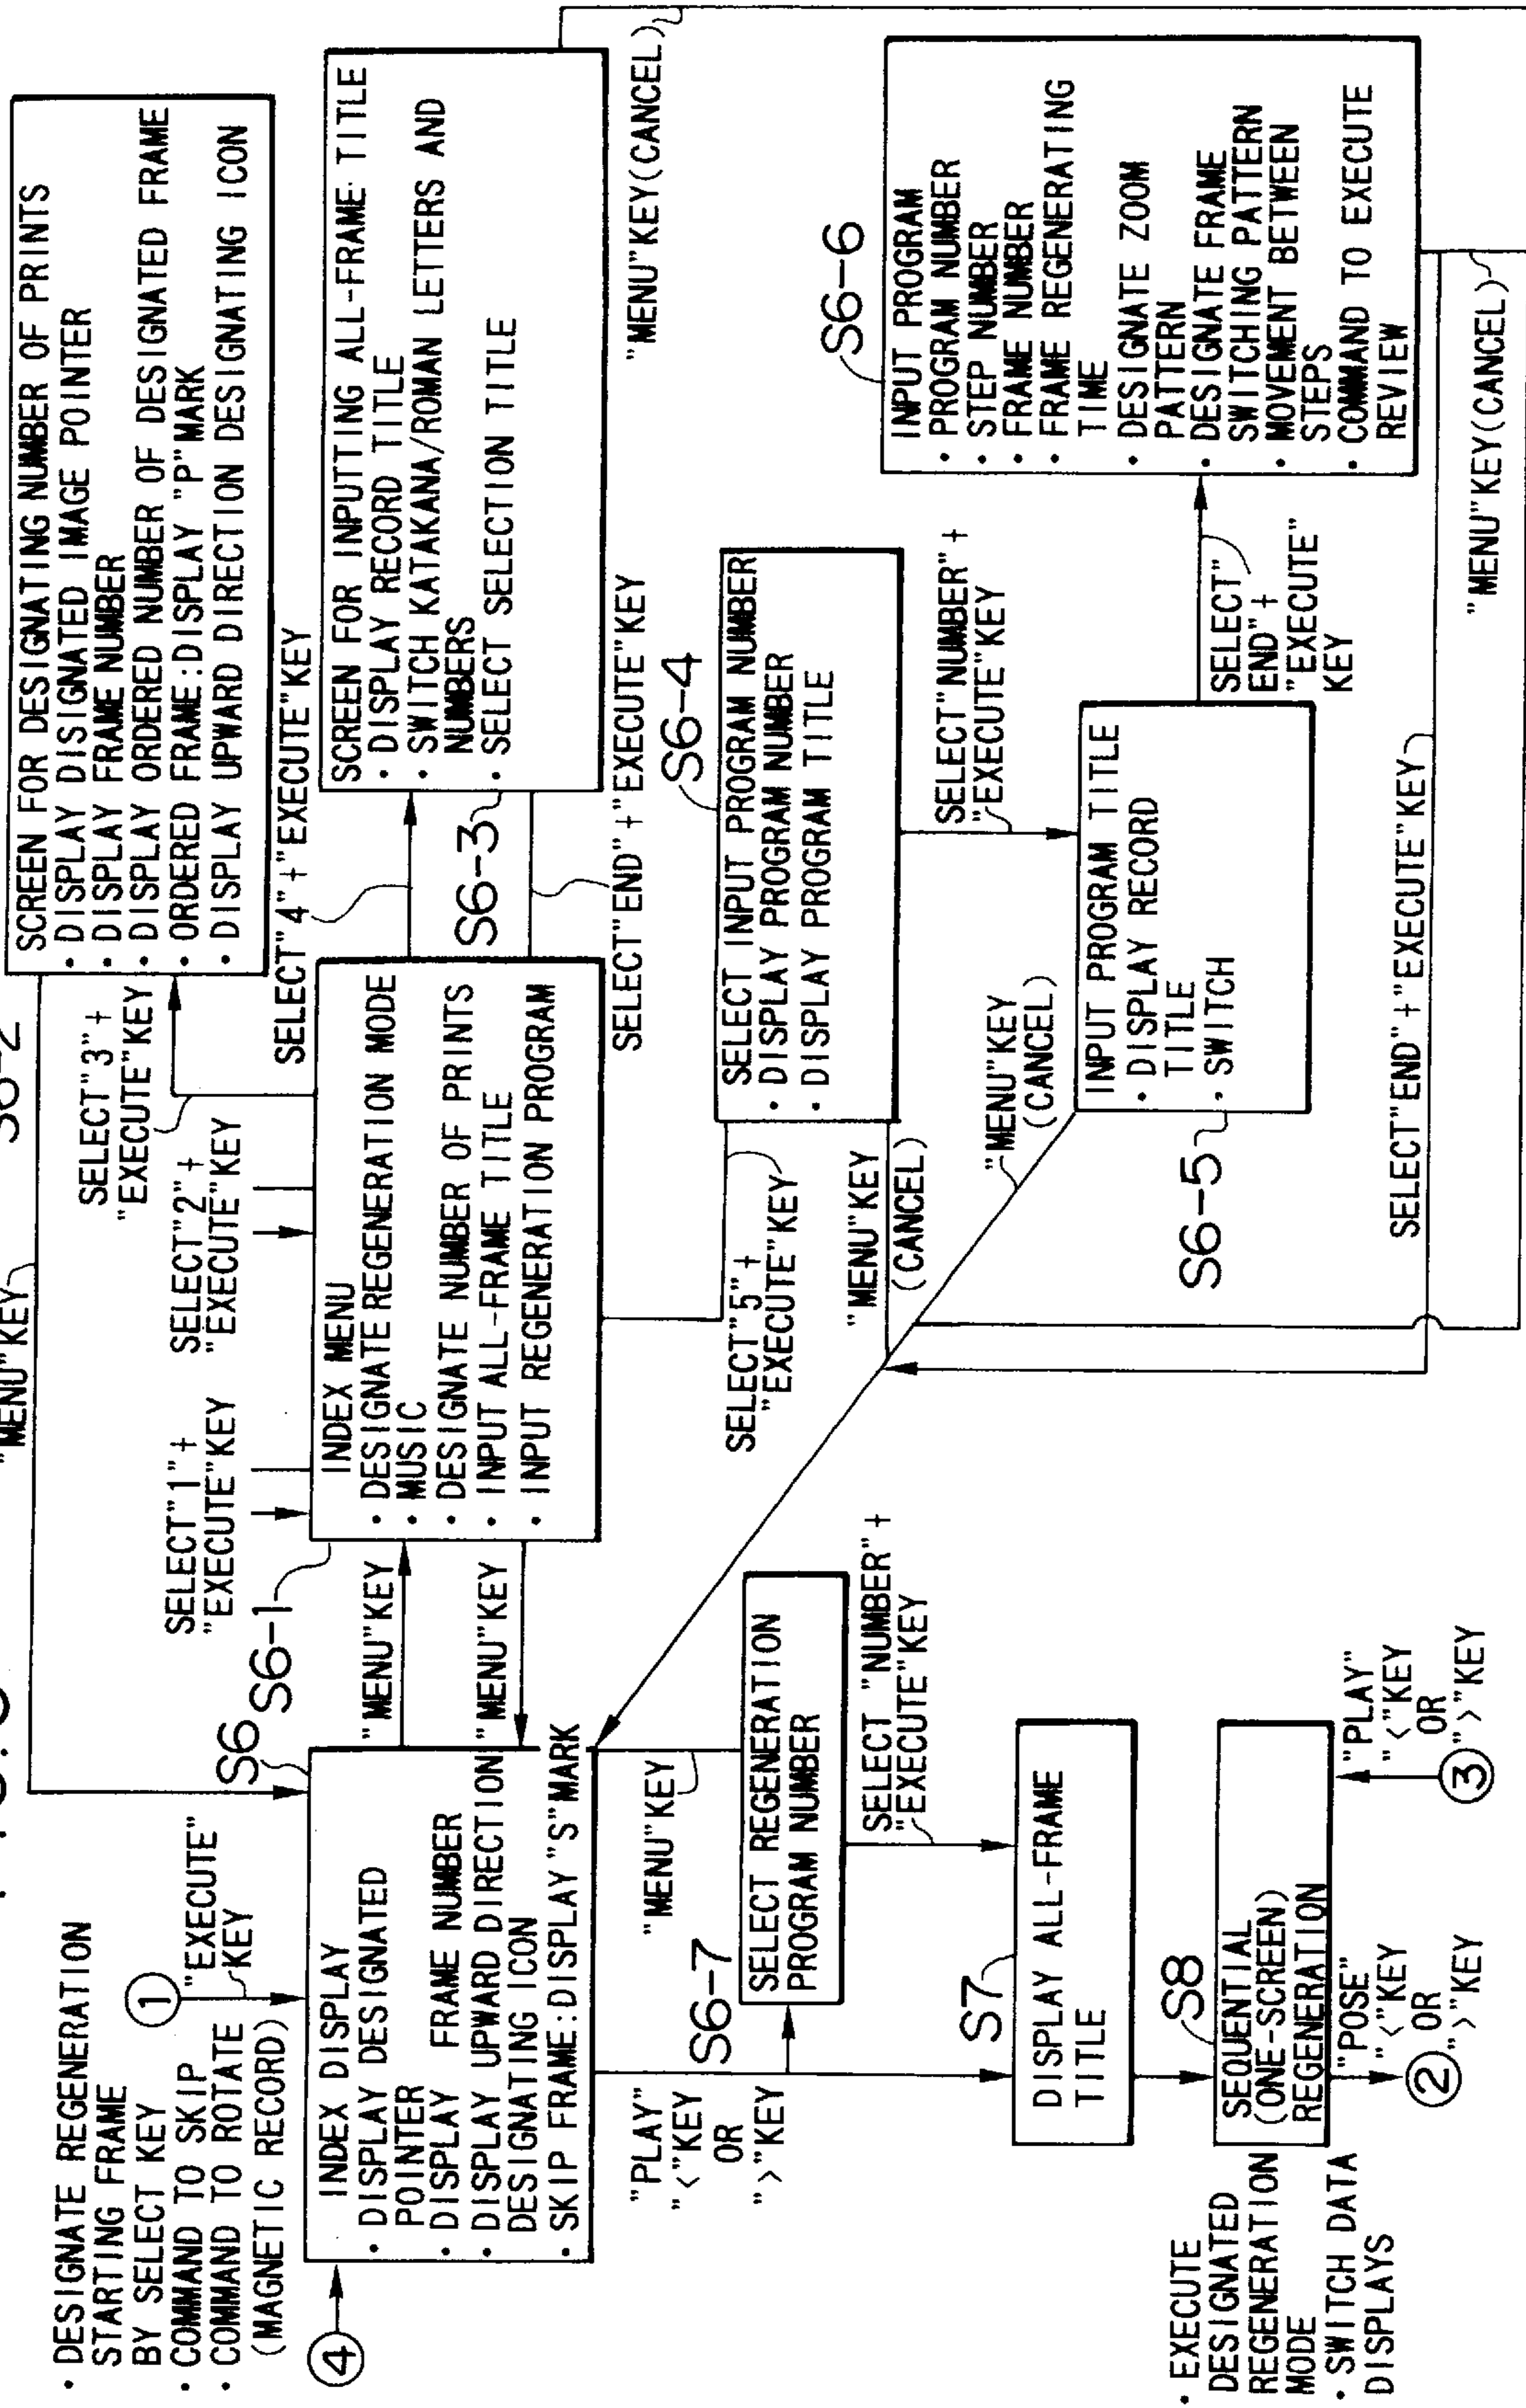 • DESIGNATE REGENERATION
STARTING FRAME
BY SELECT KEY
• COMMAND TO SKIP
• COMMAND TO ROTATE
(MAGNETIC RECORD)
①
"EXECUTE"
KEY
④
S6
INDEX DISPLAY
• DISPLAY DESIGNATED
POINTER
• DISPLAY FRAME NUMBER
• DISPLAY UPWARD DIRECTION
DESIGNATING ICON
• SKIP FRAME:DISPLAY"S"MARK
"MENU"KEY
"MENU"KEY
"MENU"KEY
S6-1
SELECT"1"+
"EXECUTE"KEY
SELECT"2"+
"EXECUTE"KEY
SELECT"3"+
"EXECUTE"KEY
INDEX MENU
• DESIGNATE REGENERATION MODE
• MUSIC
• DESIGNATE NUMBER OF PRINTS
• INPUT ALL-FRAME TITLE
• INPUT REGENERATION PROGRAM
S6-2
SCREEN FOR DESIGNATING NUMBER OF PRINTS
• DISPLAY DISIGNATED IMAGE POINTER
• DISPLAY FRAME NUMBER
• DISPLAY ORDERED NUMBER OF DESIGNATED FRAME
• ORDERED FRAME:DISPLAY "P"MARK
• DISPLAY UPWARD DIRECTION DESIGNATING ICON
SELECT"4"+"EXECUTE"KEY
S6-3
SCREEN FOR INPUTTING ALL-FRAME TITLE
• DISPLAY RECORD TITLE
• SWITCH KATAKANA/ROMAN LETTERS AND
NUMBERS
• SELECT SELECTION TITLE
SELECT"END"+"EXECUTE"KEY
"MENU"KEY(CANCEL)
SELECT"5"+
"EXECUTE"KEY
S6-4
SELECT INPUT PROGRAM NUMBER
• DISPLAY PROGRAM NUMBER
• DISPLAY PROGRAM TITLE
"MENU"KEY
(CANCEL)
SELECT"NUMBER"+
"EXECUTE"KEY
"MENU"KEY
(CANCEL)
S6-5
INPUT PROGRAM TITLE
• DISPLAY RECORD
TITLE
• SWITCH
SELECT"
END"+
"EXECUTE"
KEY
S6-6
INPUT PROGRAM
• PROGRAM NUMBER
• STEP NUMBER
• FRAME NUMBER
• FRAME REGENERATING
TIME
• DESIGNATE ZOOM
PATTERN
• DESIGNATE FRAME
SWITCHING PATTERN
• MOVEMENT BETWEEN
STEPS
• COMMAND TO EXECUTE
REVIEW
SELECT"END"+"EXECUTE"KEY
"MENU"KEY(CANCEL)
"PLAY"
"<"KEY
OR
">"KEY
"MENU"KEY
S6-7
SELECT REGENERATION
PROGRAM NUMBER
SELECT "NUMBER"+
"EXECUTE"KEY
S7
DISPLAY ALL-FRAME
TITLE
S8
SEQUENTIAL
(ONE-SCREEN)
REGENERATION
• EXECUTE
DESIGNATED
REGENERATION
MODE
• SWITCH DATA
DISPLAYS
"POSE"
"<"KEY
OR
">"KEY
②
"PLAY"
"<"KEY
OR
">"KEY
③